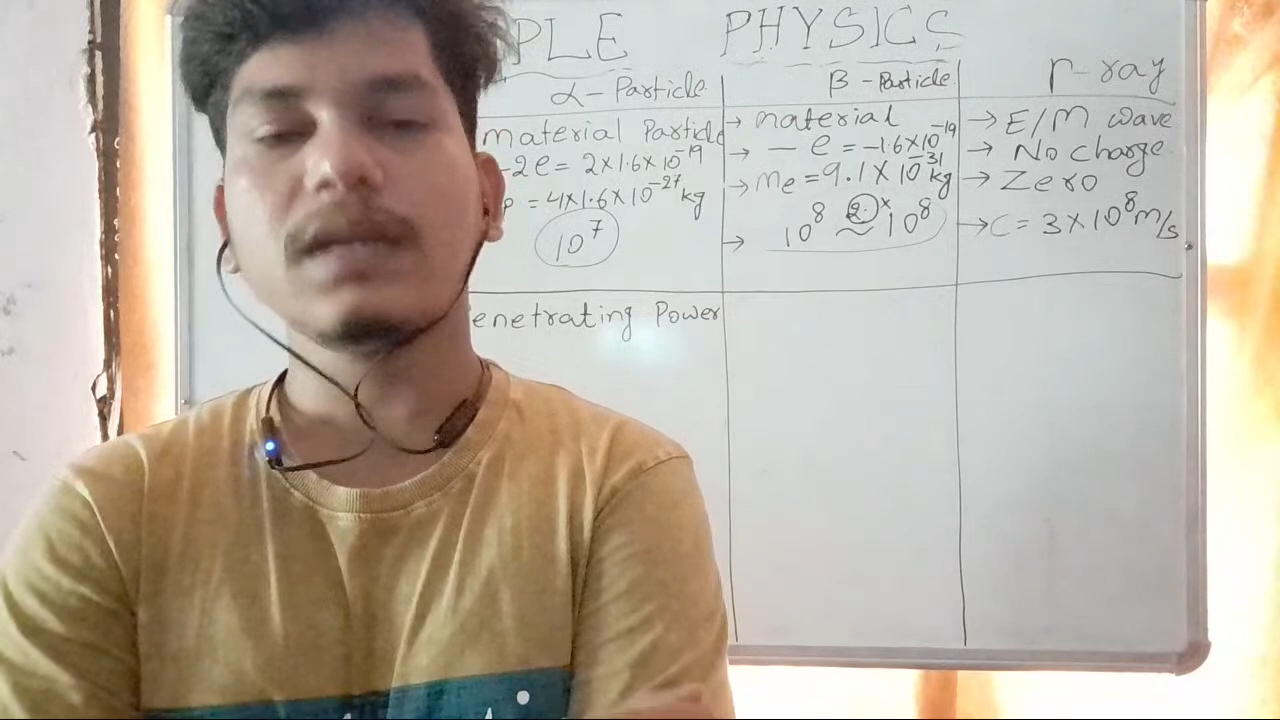 PLE PHYSICS
α-Particle
β-Particle
γ-ray
material Particle
-2e = 2×1.6×10⁻¹⁹
P = 4×1.6×10⁻²⁷ kg
10⁷
enetrating Power
→ material
→ - e = -1.6×10⁻¹⁹
→ me = 9.1×10⁻³¹ kg
→ 10⁸ 10⁸
→ E/M wave
→ No charge
→ Zero
→ C = 3×10⁸ m/s